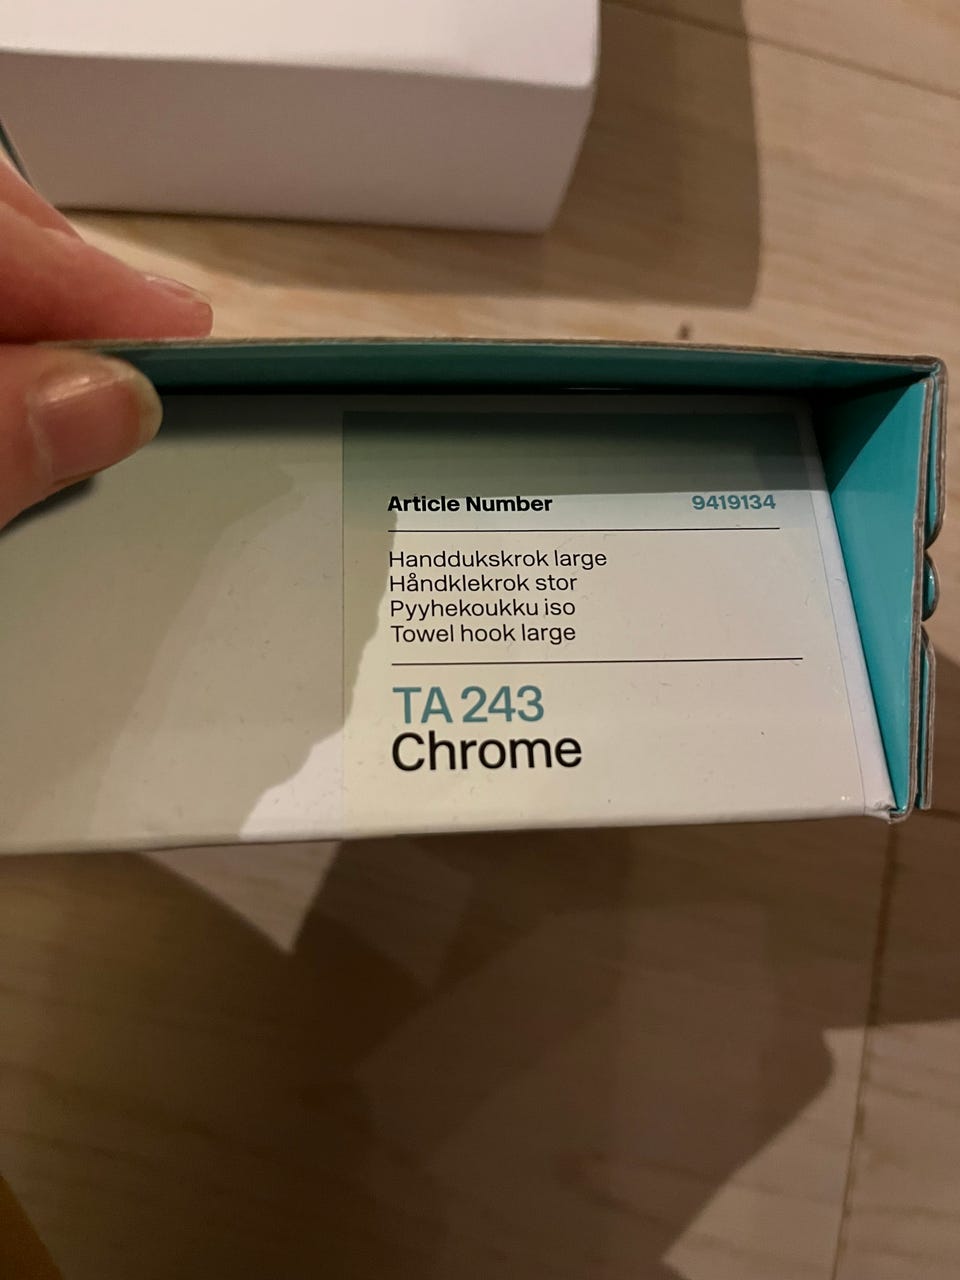 Article Number 9419134
Handdukskrok large
Håndklekrok stor
Pyyhekoukku iso
Towel hook large
TA 243
Chrome